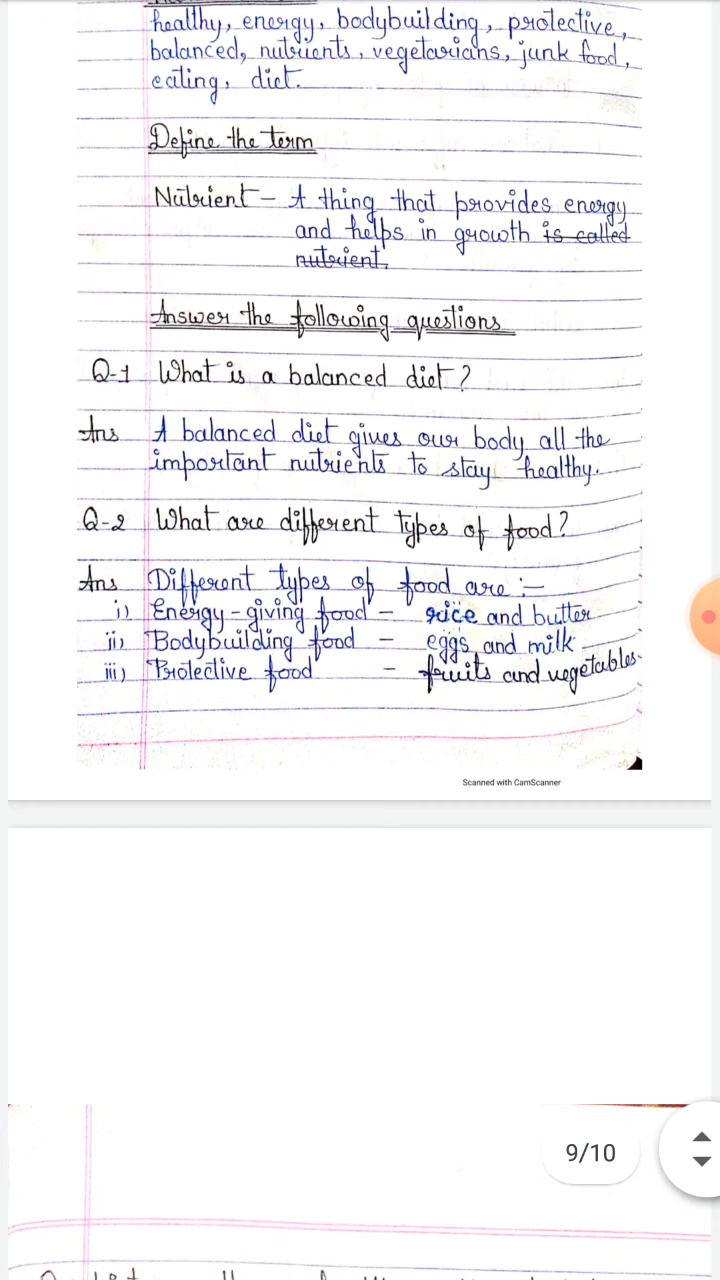 healthy, energy, bodybuilding, protective,
balanced, nutrients, vegetarians, junk food,
eating, diet.
Define the term
Nutrient - A thing that provides energy
and helps in growth is called
nutrient.
Answer the following questions
Q-1 What is a balanced diet?
Ans A balanced diet gives our body all the
important nutrients to stay healthy.
Q-2 What are different types of food?
Ans Different types of food are :-
i) Energy-giving food - rice and butter
ii) Bodybuilding food - eggs and milk
iii) Protective food - fruits and vegetables.
Scanned with CamScanner
9/10